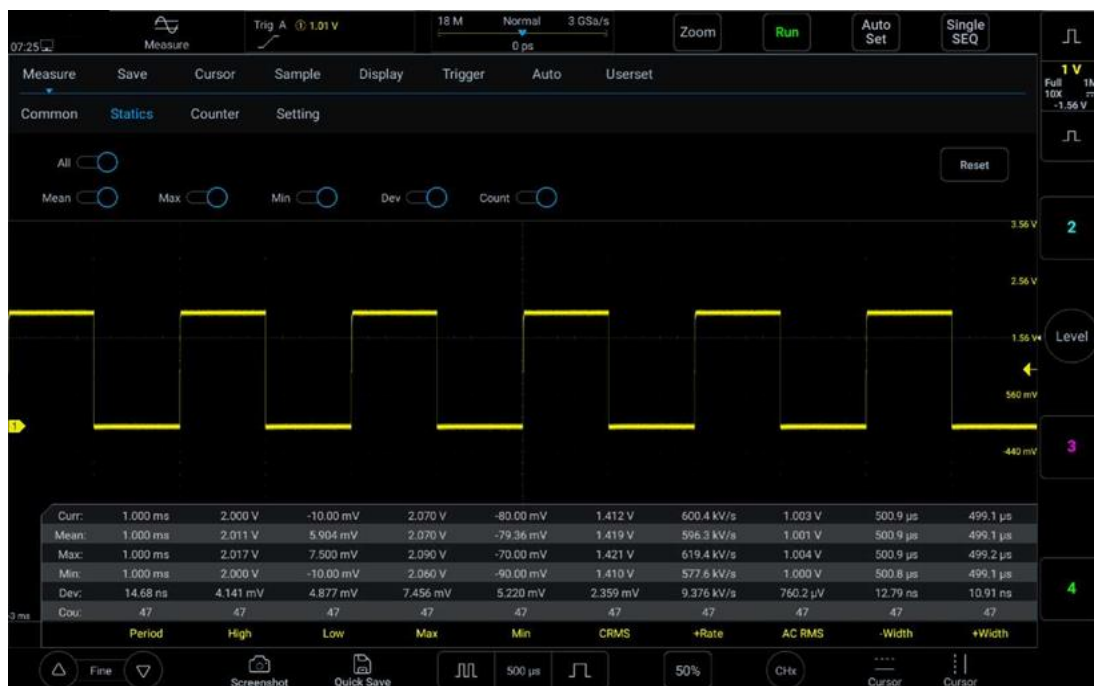 Trig A ① 1.01 V
18 M Normal 3 GSa/s
07:25
Measure
0 ps
Zoom
Run
Auto
Set
Single
SEQ
Measure Save Cursor Sample Display Trigger Auto Userset
1 V
Full 1M
10X
-1.56 V
Common Statics Counter Setting
All
Reset
Mean Max Min Dev Count
3.56 V
2
2.56 V
1.56 V
Level
560 mV
1
-440 mV
3
Curr: 1.000 ms 2.000 V -10.00 mV 2.070 V -80.00 mV 1.412 V 600.4 kV/s 1.003 V 500.9 µs 499.1 µs
Mean: 1.000 ms 2.011 V 5.904 mV 2.070 V -79.36 mV 1.419 V 596.3 kV/s 1.001 V 500.9 µs 499.1 µs
Max: 1.000 ms 2.017 V 7.500 mV 2.090 V -70.00 mV 1.421 V 619.4 kV/s 1.004 V 500.9 µs 499.2 µs
Min: 1.000 ms 2.000 V -10.00 mV 2.060 V -90.00 mV 1.410 V 577.6 kV/s 1.000 V 500.8 µs 499.1 µs
Dev: 14.68 ns 4.141 mV 4.877 mV 7.456 mV 5.220 mV 2.359 mV 9.376 kV/s 760.2 µV 12.79 ns 10.91 ns
Cou: 47 47 47 47 47 47 47 47 47 47
4
-3 ms
Period High Low Max Min CRMS +Rate AC RMS -Width +Width
Fine
Screenshot
Quick Save
500 µs
50%
CHx
Cursor
Cursor